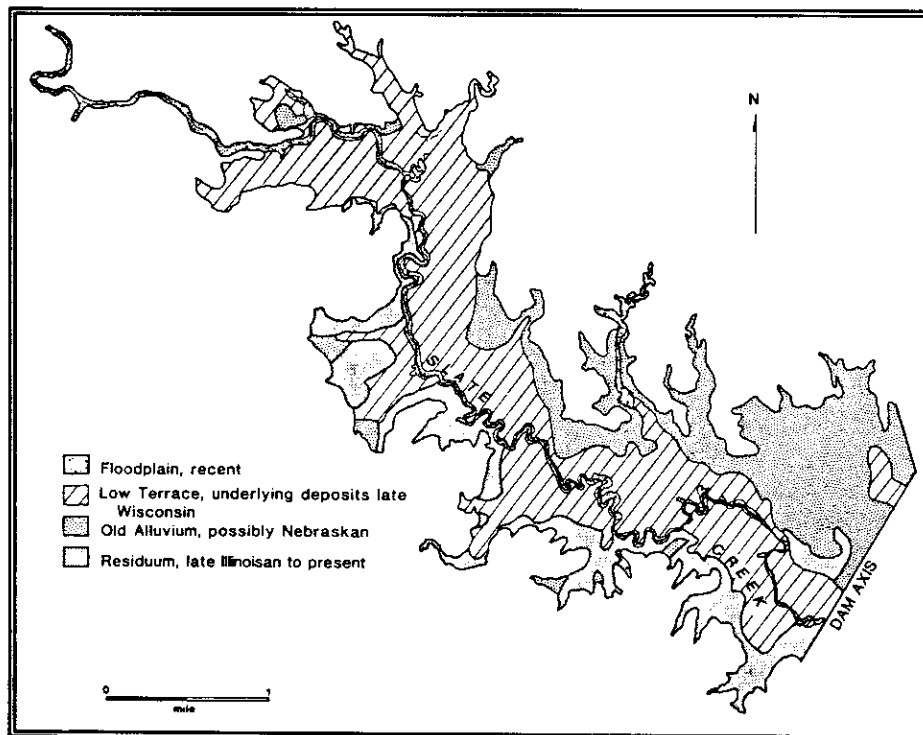 N
SLATE
CREEK
DAM AXIS
Floodplain, recent
Low Terrace, underlying deposits late
Wisconsin
Old Alluvium, possibly Nebraskan
Residuum, late Illinoisan to present
0 1
mile